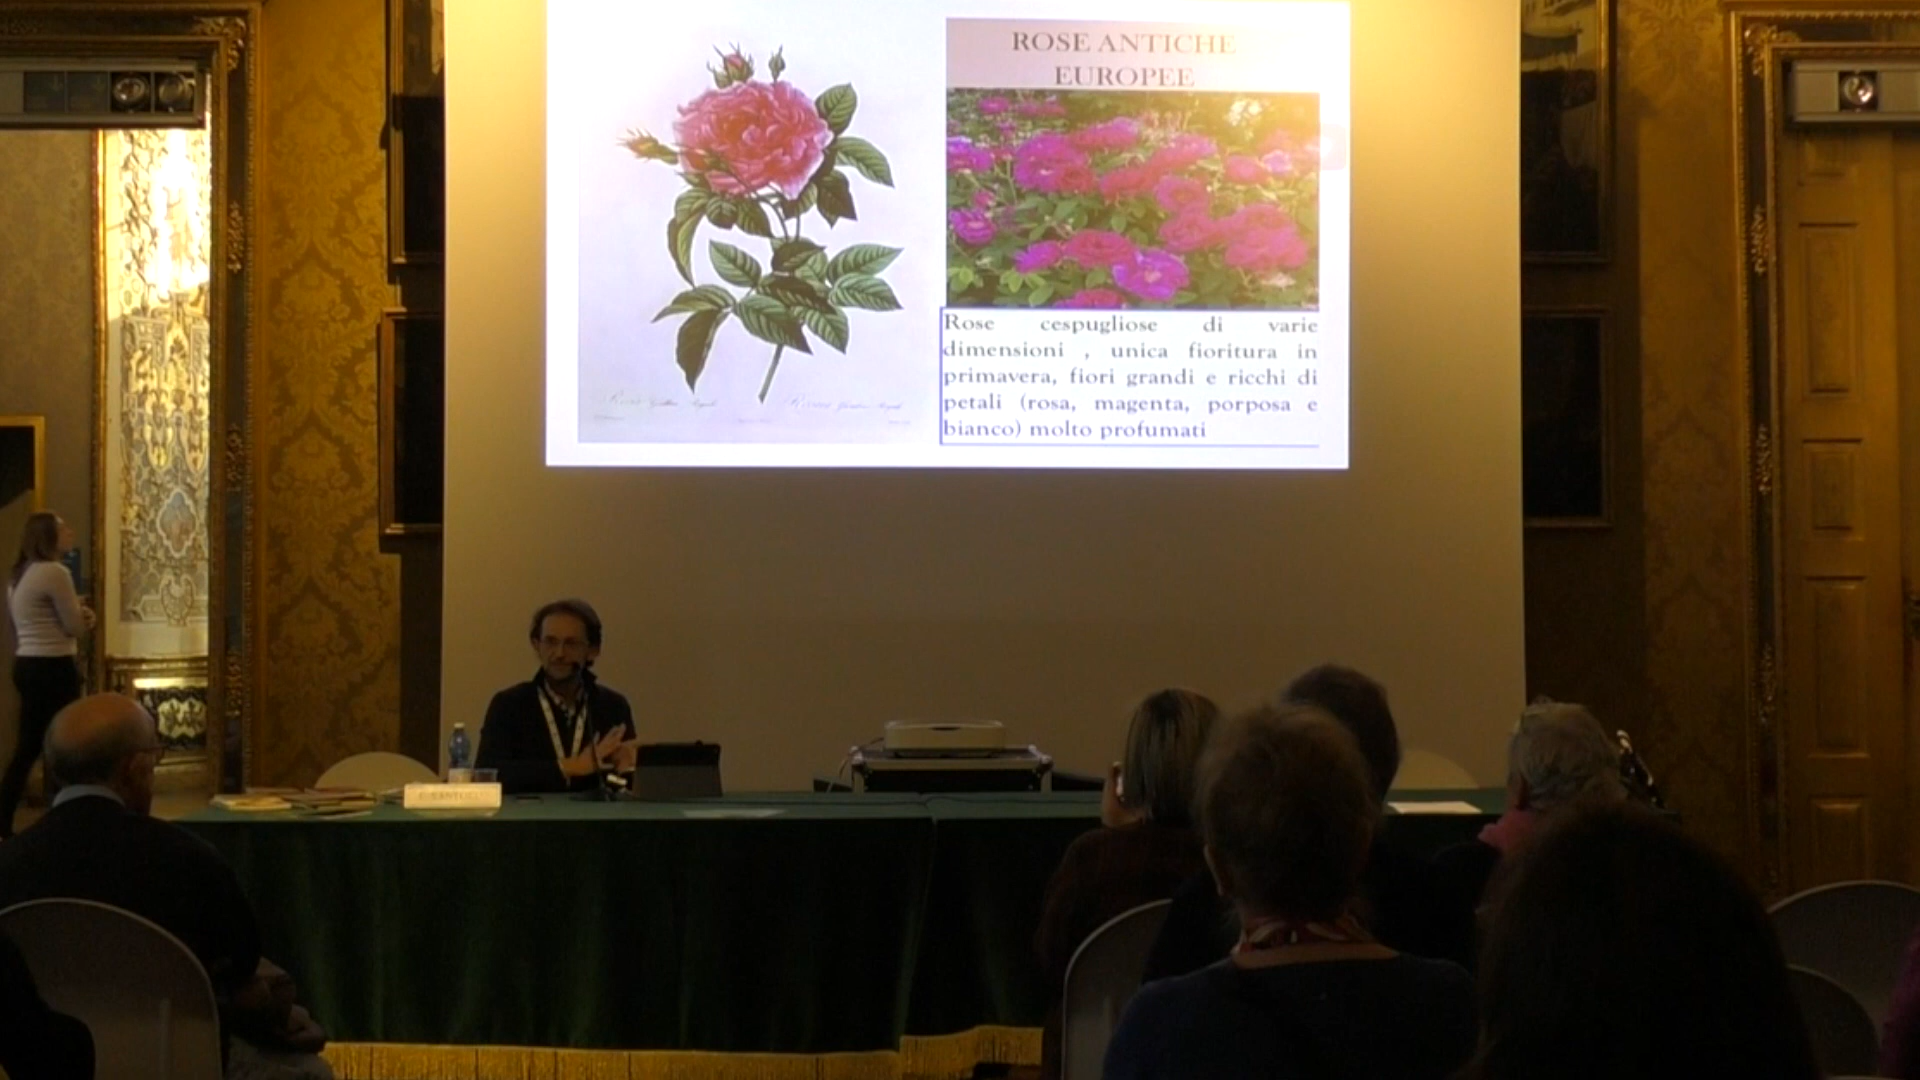 ROSE ANTICHE
EUROPEE
Rose cespugliose di varie
dimensioni , unica fioritura in
primavera, fiori grandi e ricchi di
petali (rosa, magenta, porposa e
bianco) molto profumati